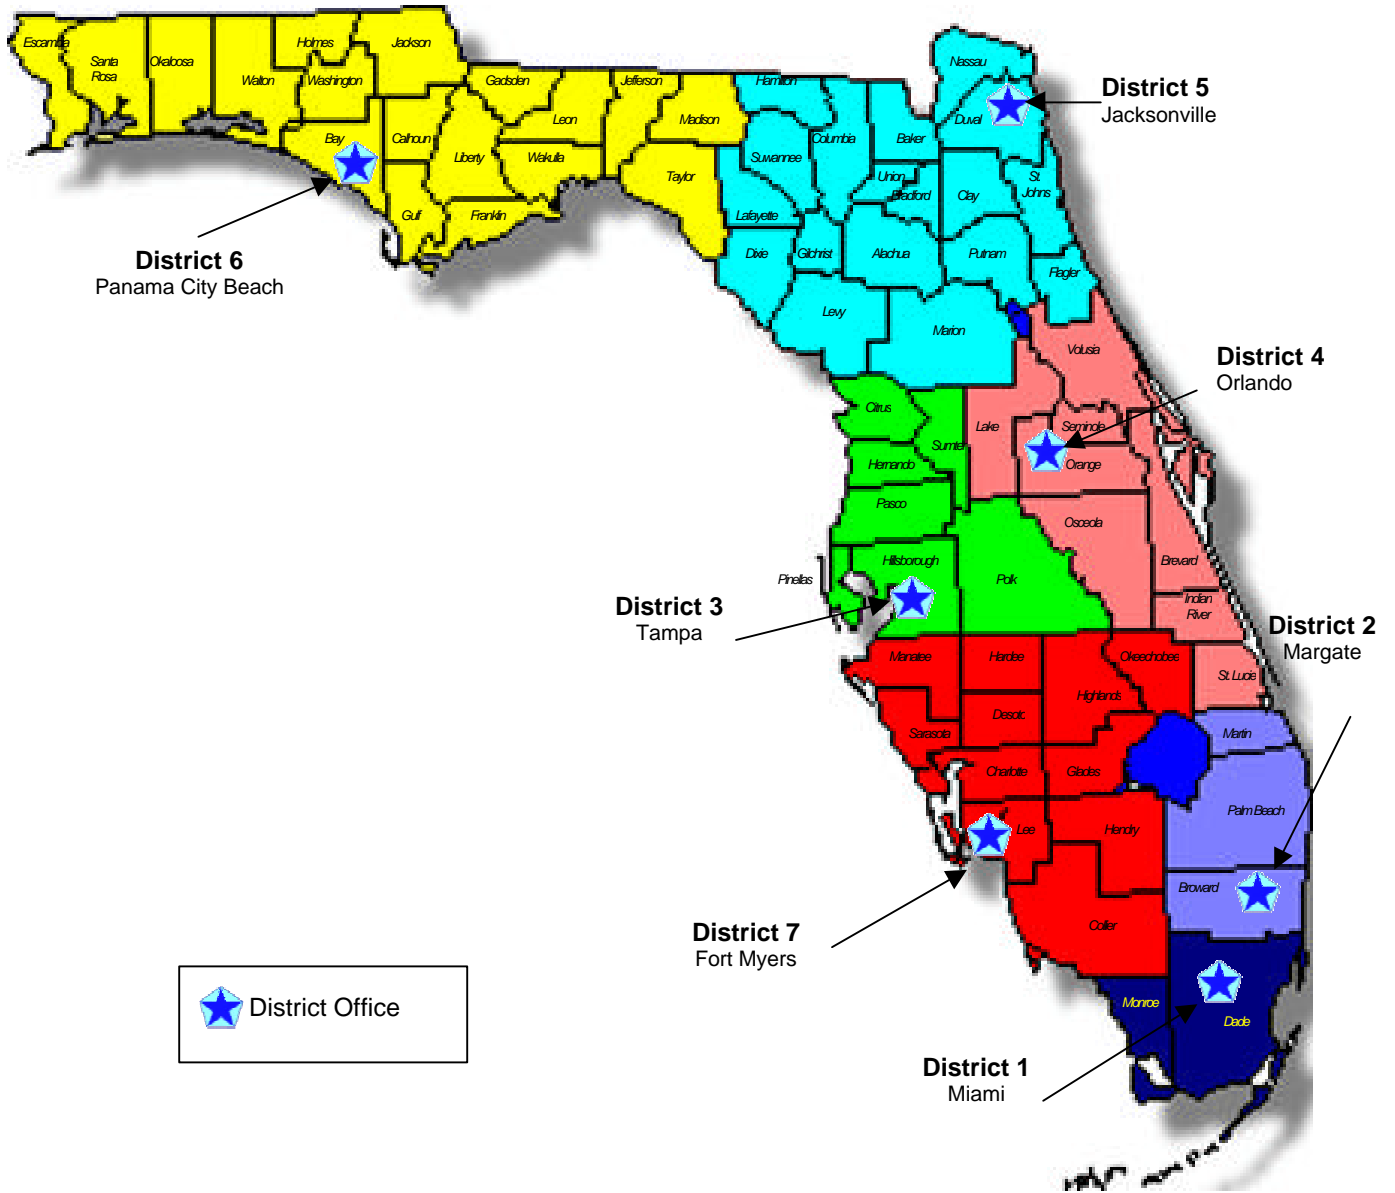 Escambia
Santa
Rosa
Okaloosa
Walton
Holmes
Washington
Jackson
Bay
Calhoun
Gulf
Gadsden
Liberty
Franklin
Leon
Wakulla
Jefferson
Madison
Taylor
Hamilton
Suwannee
Lafayette
Dixie
Columbia
Gilchrist
Levy
Baker
Union
Bradford
Alachua
Marion
Nassau
Duval
Clay
St.
Johns
Putnam
Flagler
District 5
Jacksonville
District 6
Panama City Beach
Volusia
District 4
Orlando
Citrus
Sumter
Lake
Seminole
Orange
Hernando
Pasco
Osceola
Brevard
Pinellas
Hillsborough
Polk
Indian
River
District 3
Tampa
District 2
Margate
Manatee
Hardee
Okeechobee
St. Lucie
Highlands
Desoto
Sarasota
Martin
Charlotte
Glades
Palm Beach
Lee
Hendry
Broward
Collier
District 7
Fort Myers
District Office
Monroe
Dade
District 1
Miami